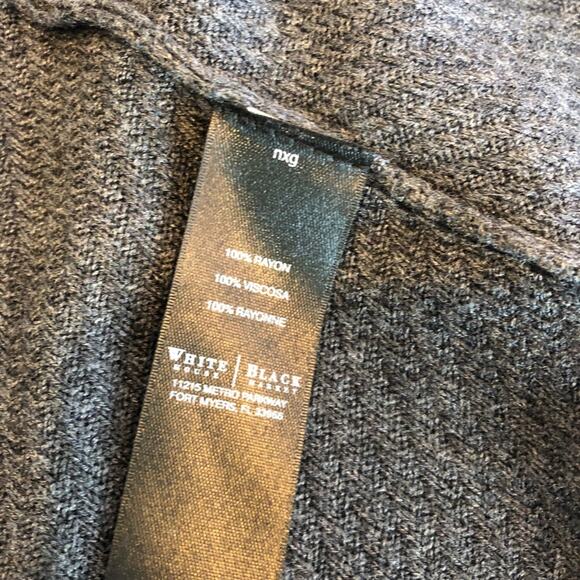 nxg
100% RAYON
100% VISCOSA
100% RAYONNE
WHITE | BLACK
HOUSE | MARKET
11215 METRO PARKWAY
FORT MYERS, FL 33966